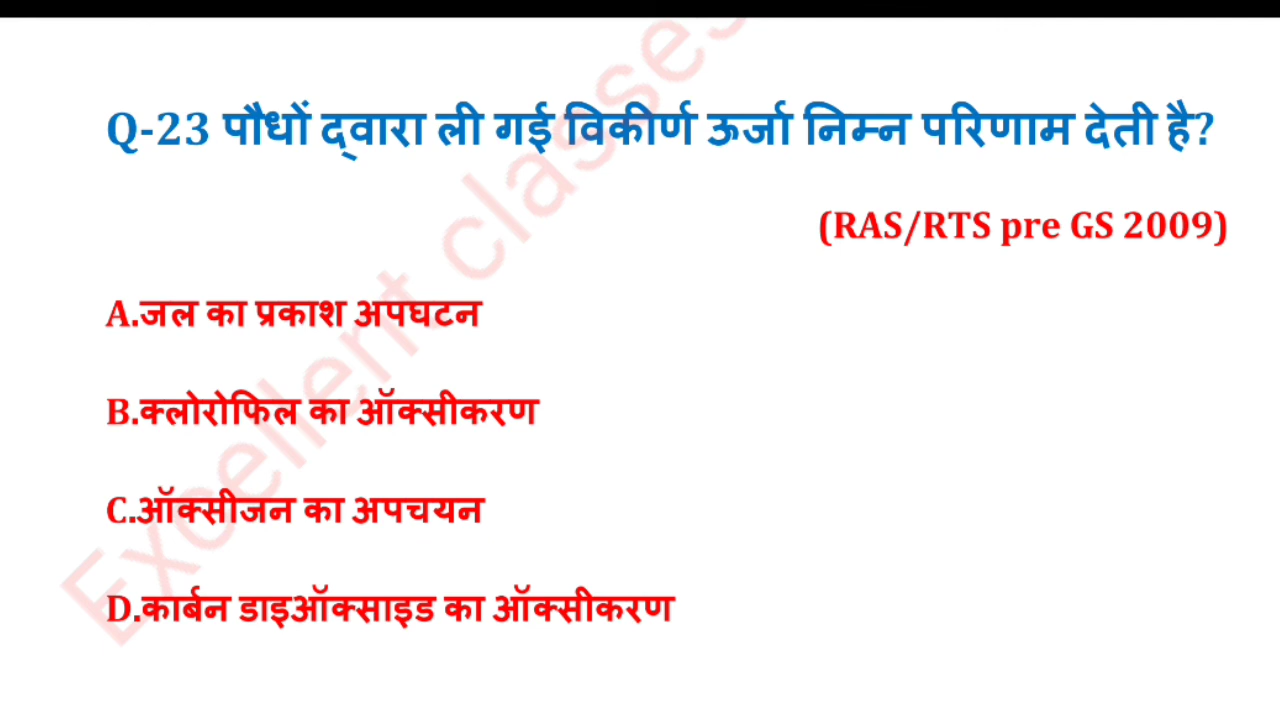 Q-23 पौधों द्वारा ली गई विकीर्ण ऊर्जा निम्न परिणाम देती है?
(RAS/RTS pre GS 2009)
A.जल का प्रकाश अपघटन
B.क्लोरोफिल का ऑक्सीकरण
C.ऑक्सीजन का अपचयन
D.कार्बन डाइऑक्साइड का ऑक्सीकरण
Excellent classes